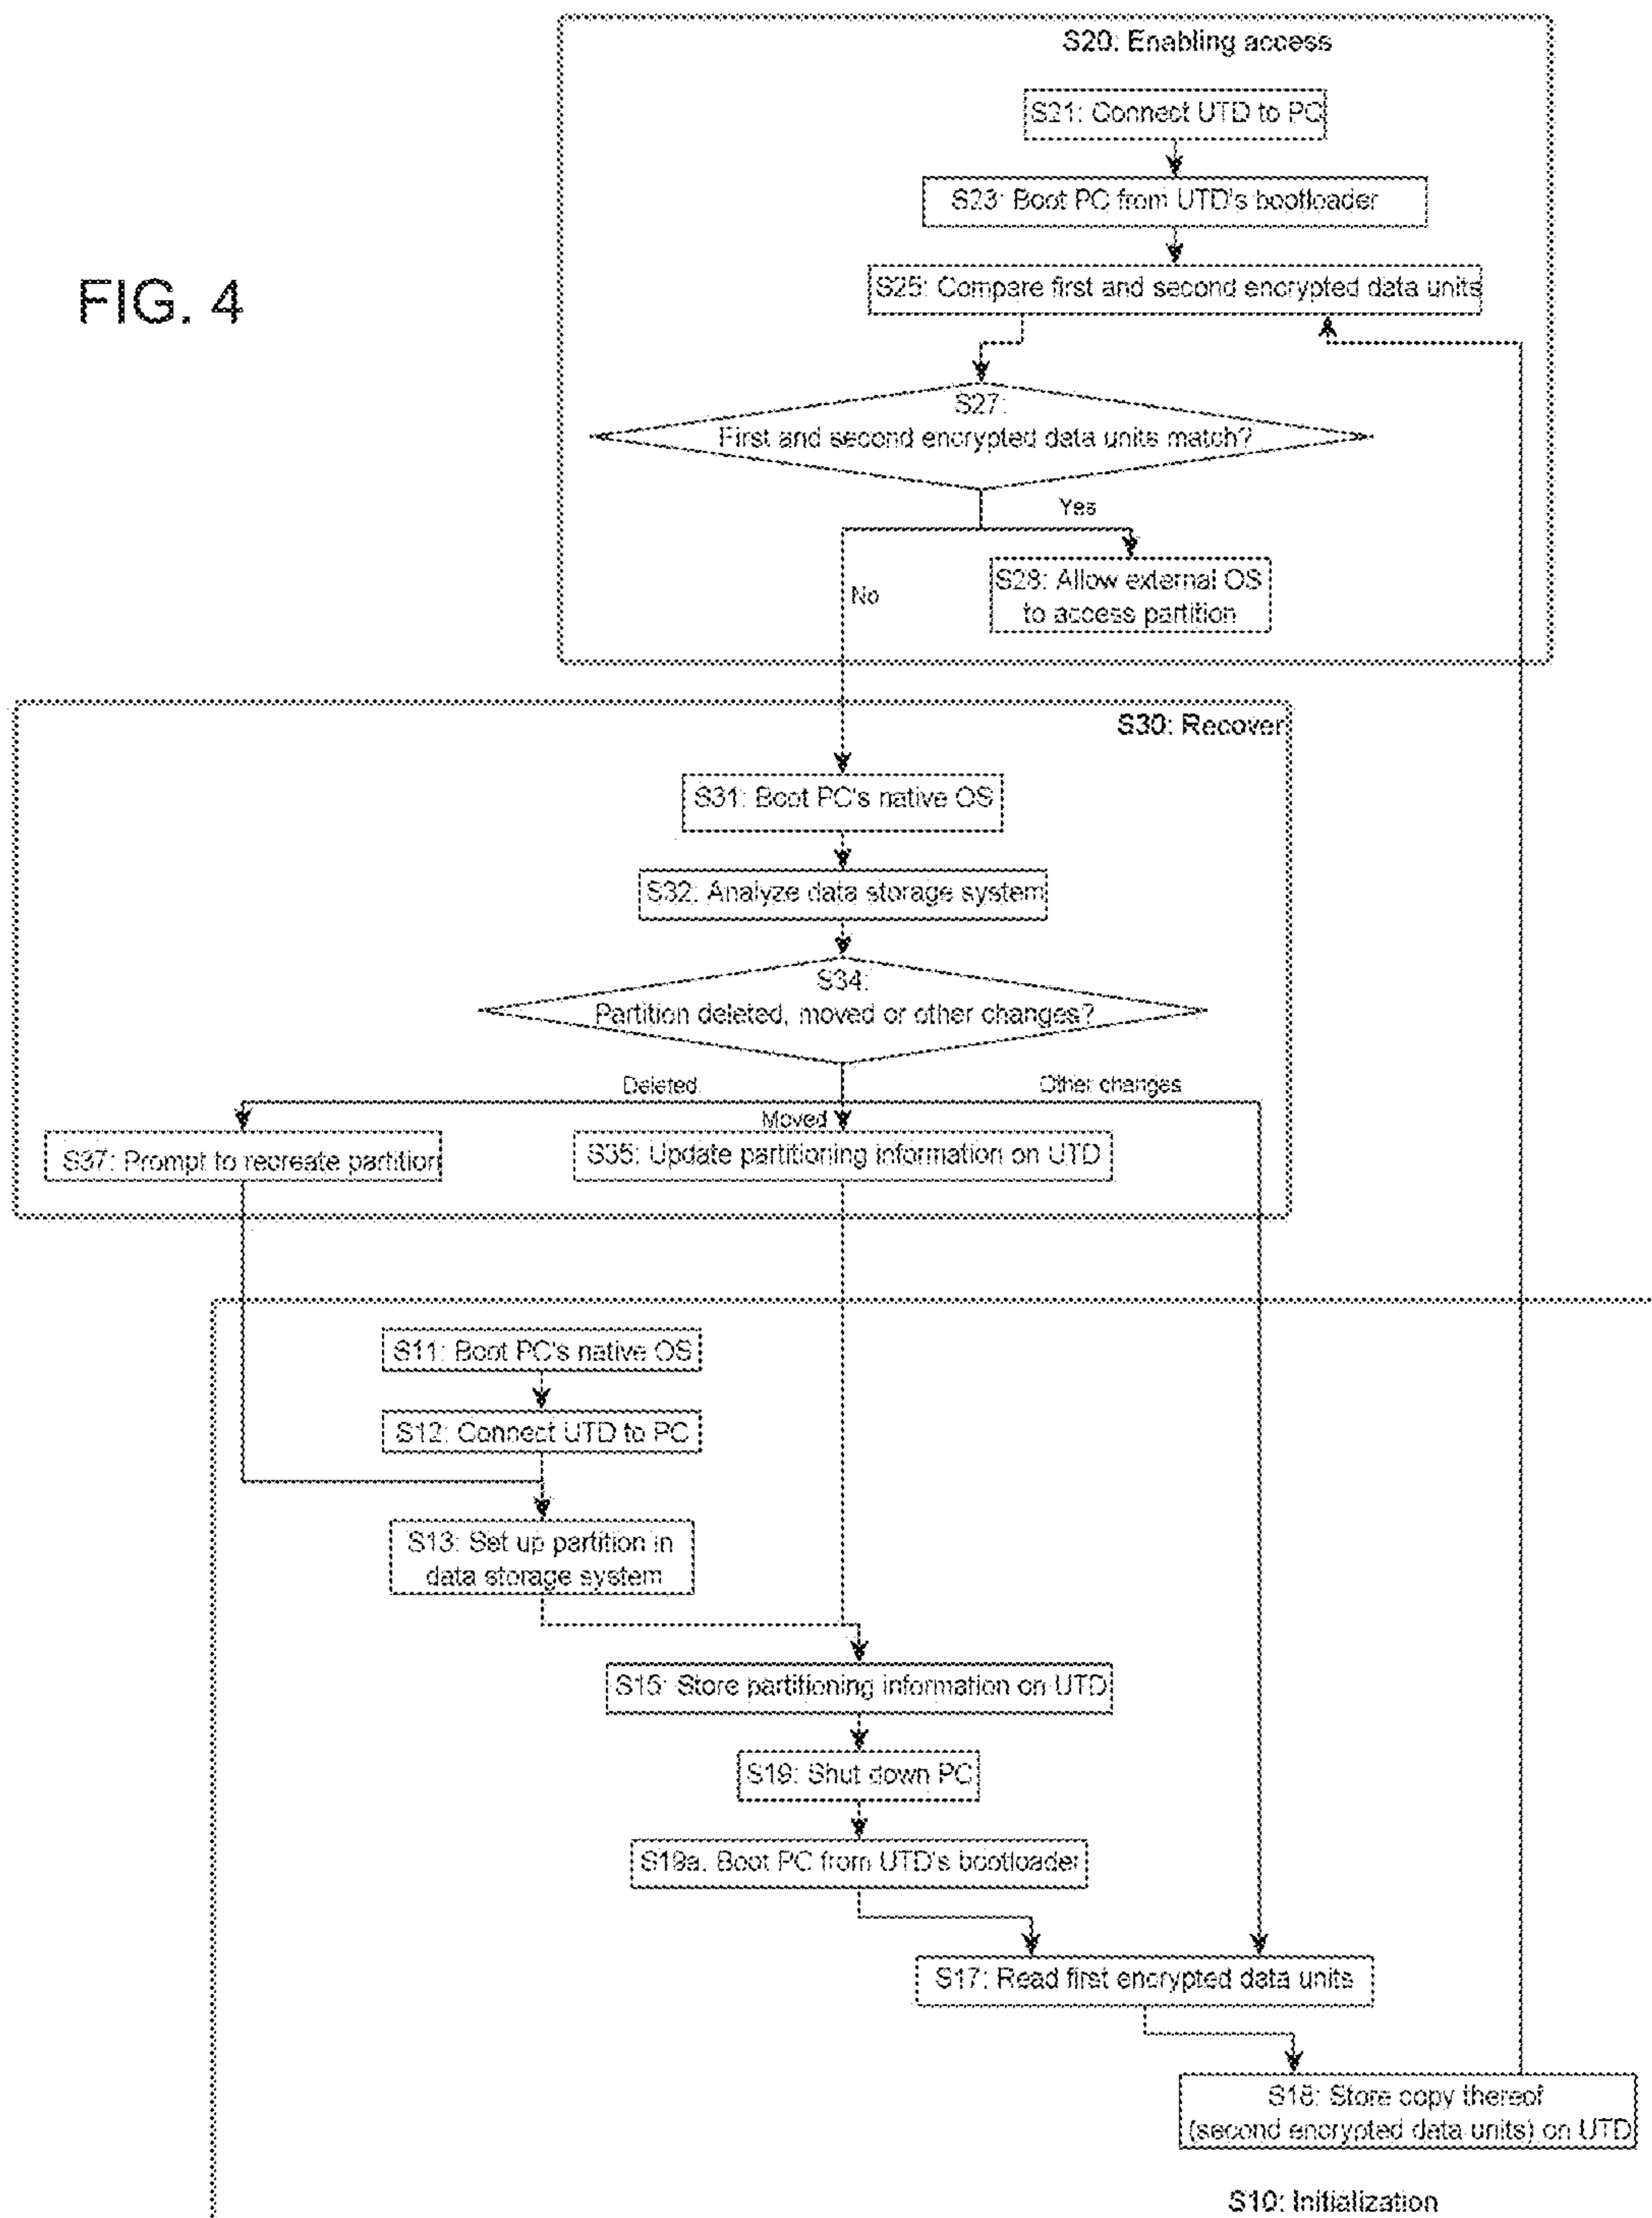 S20: Enabling access
S21: Connect UTD to PC
S23: Boot PC from UTD's bootloader
FIG. 4
S25: Compare first and second encrypted data units
S27:
First and second encrypted data units match?
Yes
No
S28: Allow external OS
to access partition
S30: Recover
S31: Boot PC's native OS
S32: Analyze data storage system
S34:
Partition deleted, moved or other changes?
Deleted
Other changes
Moved
S37: Prompt to recreate partition
S35: Update partitioning information on UTD
S11: Boot PC's native OS
S12: Connect UTD to PC
S13: Set up partition in
data storage system
S15: Store partitioning information on UTD
S19: Shut down PC
S19a. Boot PC from UTD's bootloader
S17: Read first encrypted data units
S18: Store copy thereof
(second encrypted data units) on UTD
S10: Initialization